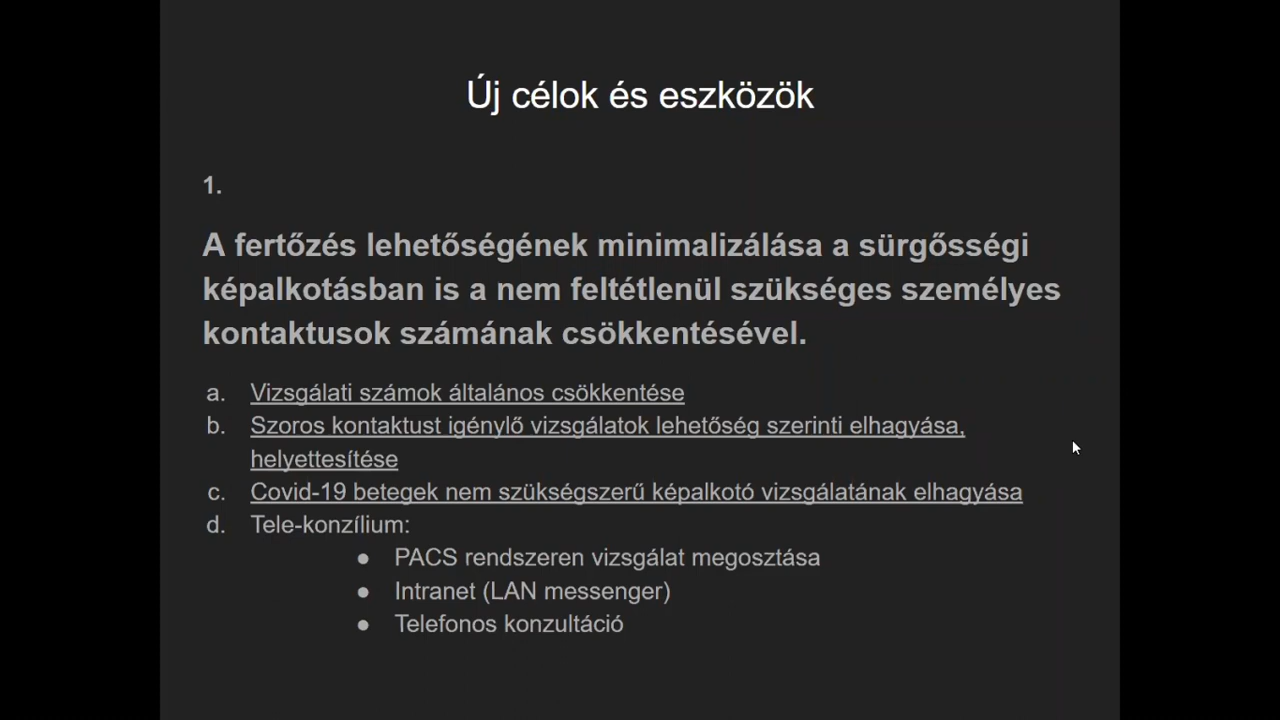 Új célok és eszközök
1.
A fertőzés lehetőségének minimalizálása a sürgősségi
képalkotásban is a nem feltétlenül szükséges személyes
kontaktusok számának csökkentésével.
a. Vizsgálati számok általános csökkentése
b. Szoros kontaktust igénylő vizsgálatok lehetőség szerinti elhagyása,
helyettesítése
c. Covid-19 betegek nem szükségszerű képalkotó vizsgálatának elhagyása
d. Tele-konzílium:
● PACS rendszeren vizsgálat megosztása
● Intranet (LAN messenger)
● Telefonos konzultáció